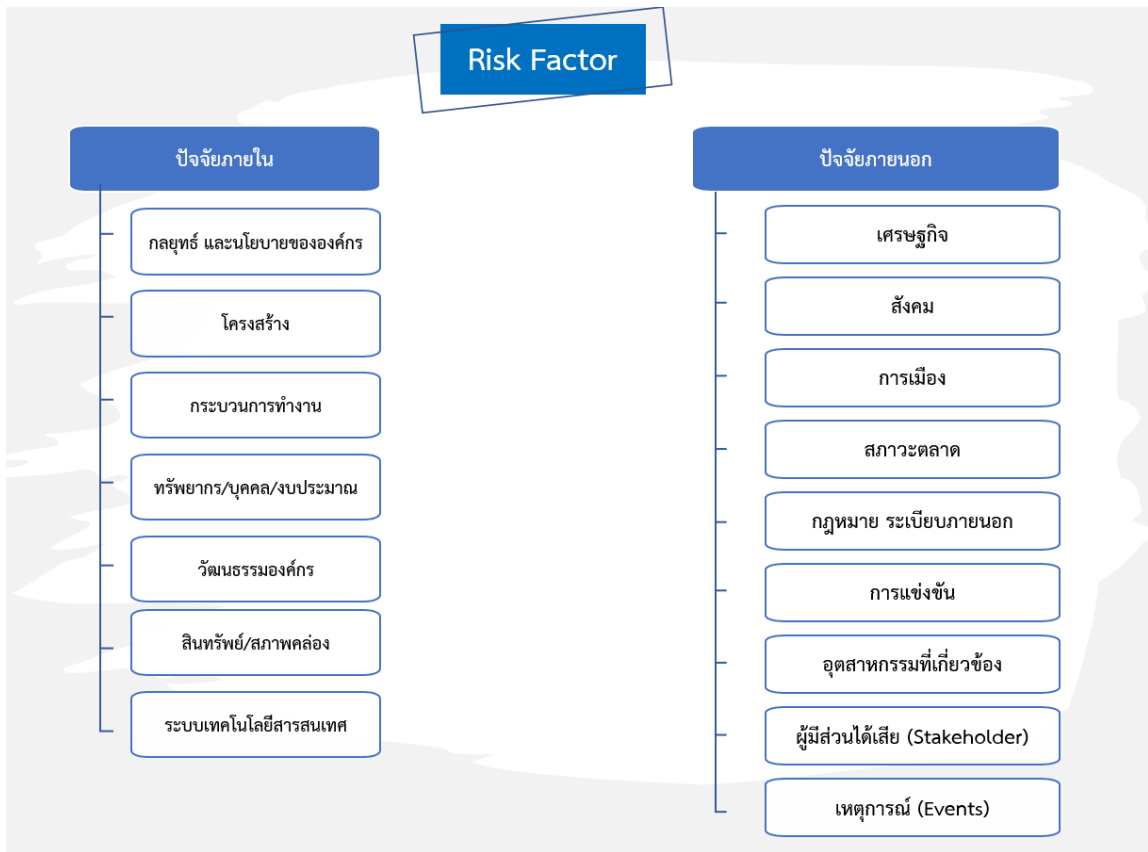 Risk Factor
ปัจจัยภายใน
กลยุทธ์ และนโยบายขององค์กร
โครงสร้าง
กระบวนการทำงาน
ทรัพยากร/บุคคล/งบประมาณ
วัฒนธรรมองค์กร
สินทรัพย์/สภาพคล่อง
ระบบเทคโนโลยีสารสนเทศ
ปัจจัยภายนอก
เศรษฐกิจ
สังคม
การเมือง
สภาวะตลาด
กฎหมาย ระเบียบภายนอก
การแข่งขัน
อุตสาหกรรมที่เกี่ยวข้อง
ผู้มีส่วนได้เสีย (Stakeholder)
เหตุการณ์ (Events)